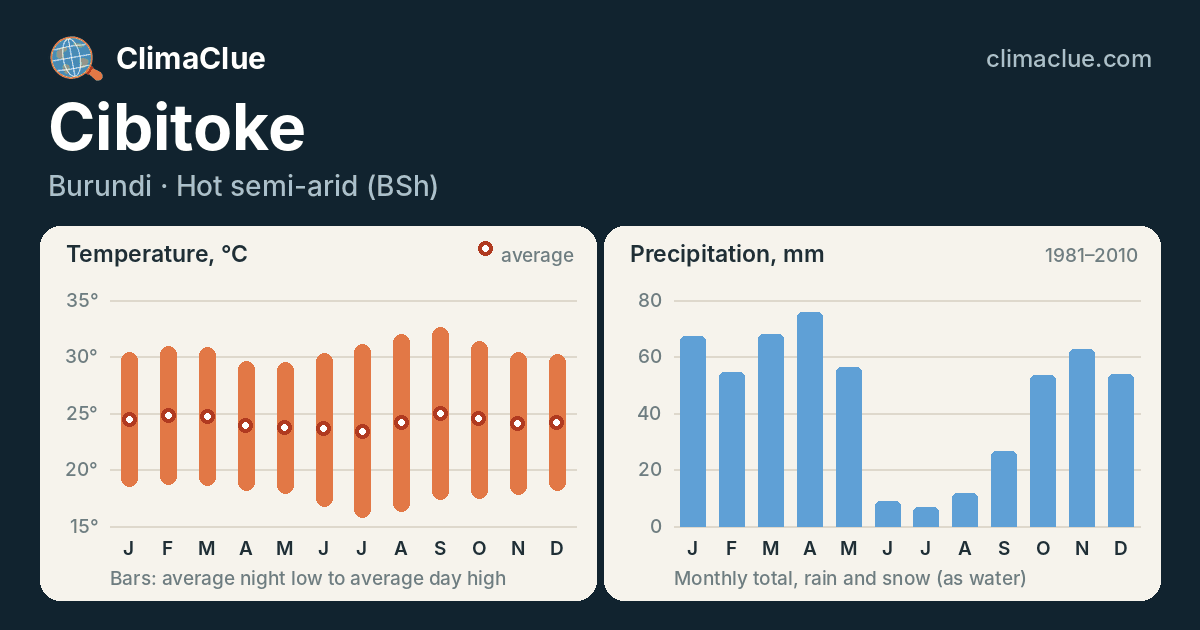 ClimaClue
climaclue.com
Cibitoke
Burundi · Hot semi-arid (BSh)
Temperature, °C
average
35°
30°
25°
20°
15°
J F M A M J J A S O N D
Bars: average night low to average day high
Precipitation, mm
1981–2010
80
60
40
20
0
J F M A M J J A S O N D
Monthly total, rain and snow (as water)